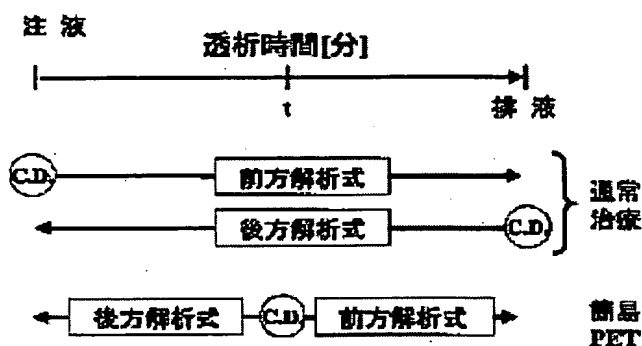 注 液
透析時間[分]
t
排 液
C.D. 前方解析式
後方解析式 C.D.
通常
治療
後方解析式 C.D. 前方解析式
簡易
PET